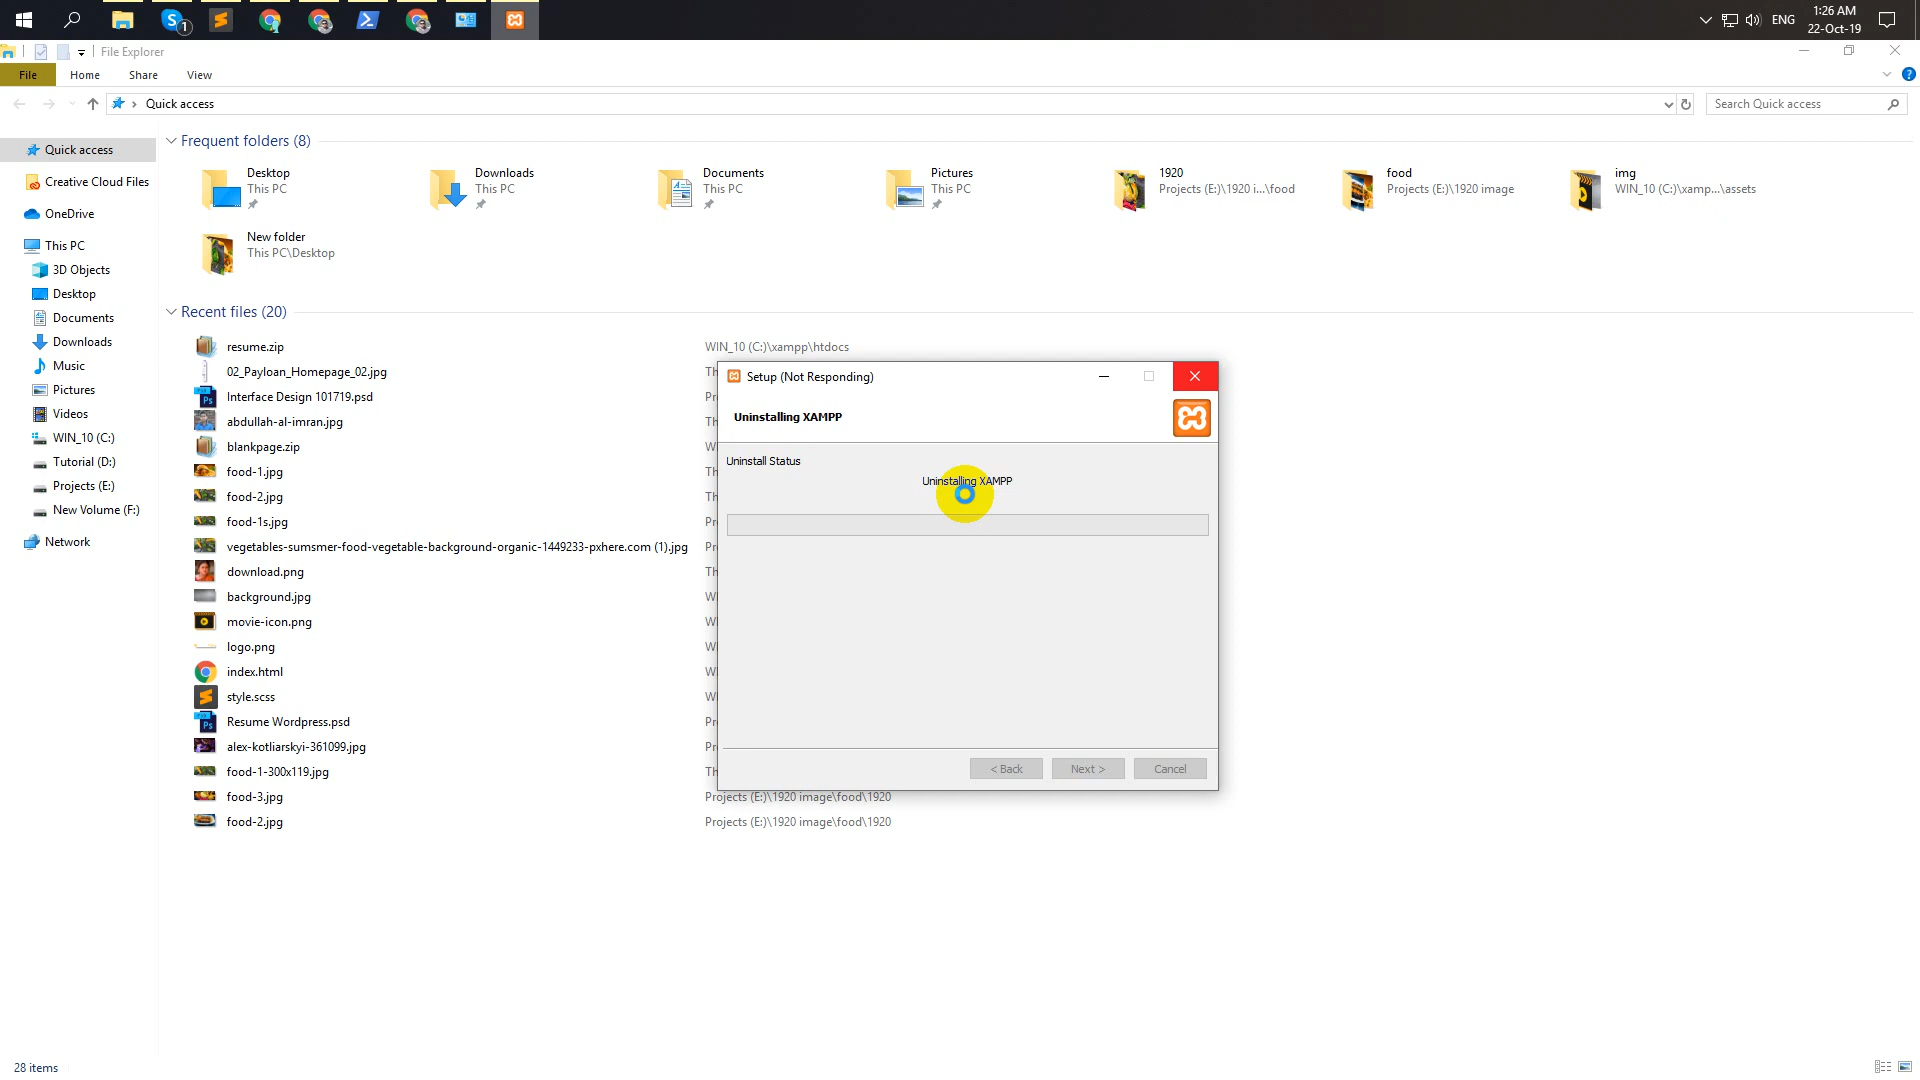 1
ENG
1:26 AM
22-Oct-19
File Explorer
File Home Share View
Quick access
Search Quick access
Quick access
Creative Cloud Files
OneDrive
This PC
3D Objects
Desktop
Documents
Downloads
Music
Pictures
Videos
WIN_10 (C:)
Tutorial (D:)
Projects (E:)
New Volume (F:)
Network
Frequent folders (8)
Desktop
This PC
Downloads
This PC
Documents
This PC
Pictures
This PC
1920
Projects (E:)\1920 i...\food
food
Projects (E:)\1920 image
img
WIN_10 (C:)\xamp...\assets
New folder
This PC\Desktop
Recent files (20)
resume.zip WIN_10 (C:)\xampp\htdocs
02_Payloan_Homepage_02.jpg
Interface Design 101719.psd
abdullah-al-imran.jpg
blankpage.zip
food-1.jpg
food-2.jpg
food-1s.jpg
vegetables-sumsmer-food-vegetable-background-organic-1449233-pxhere.com (1).jpg
download.png
background.jpg
movie-icon.png
logo.png
index.html
style.scss
Resume Wordpress.psd
alex-kotliarskyi-361099.jpg
food-1-300x119.jpg
food-3.jpg Projects (E:)\1920 image\food\1920
food-2.jpg Projects (E:)\1920 image\food\1920
Setup (Not Responding)
Uninstalling XAMPP
Uninstall Status
Uninstalling XAMPP
< Back Next > Cancel
28 items